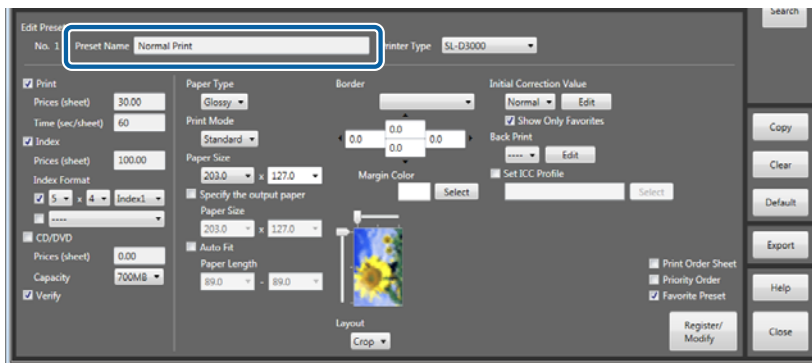 Search
Edit Preset
No. 1 Preset Name Normal Print Printer Type SL-D3000
Print
Prices (sheet) 30.00
Time (sec/sheet) 60
Index
Prices (sheet) 100.00
Index Format
5 x 4 Index1
----
CD/DVD
Prices (sheet) 0.00
Capacity 700MB
Verify
Paper Type
Glossy
Print Mode
Standard
Paper Size
203.0 x 127.0
Specify the output paper
Paper Size
203.0 x 127.0
Auto Fit
Paper Length
89.0 - 89.0
Border
0.0
0.0 0.0
0.0
Margin Color
Select
Layout
Crop
Initial Correction Value
Normal Edit
Show Only Favorites
Back Print
---- Edit
Set ICC Profile
Select
Print Order Sheet
Priority Order
Favorite Preset
Register/
Modify
Copy
Clear
Default
Export
Help
Close